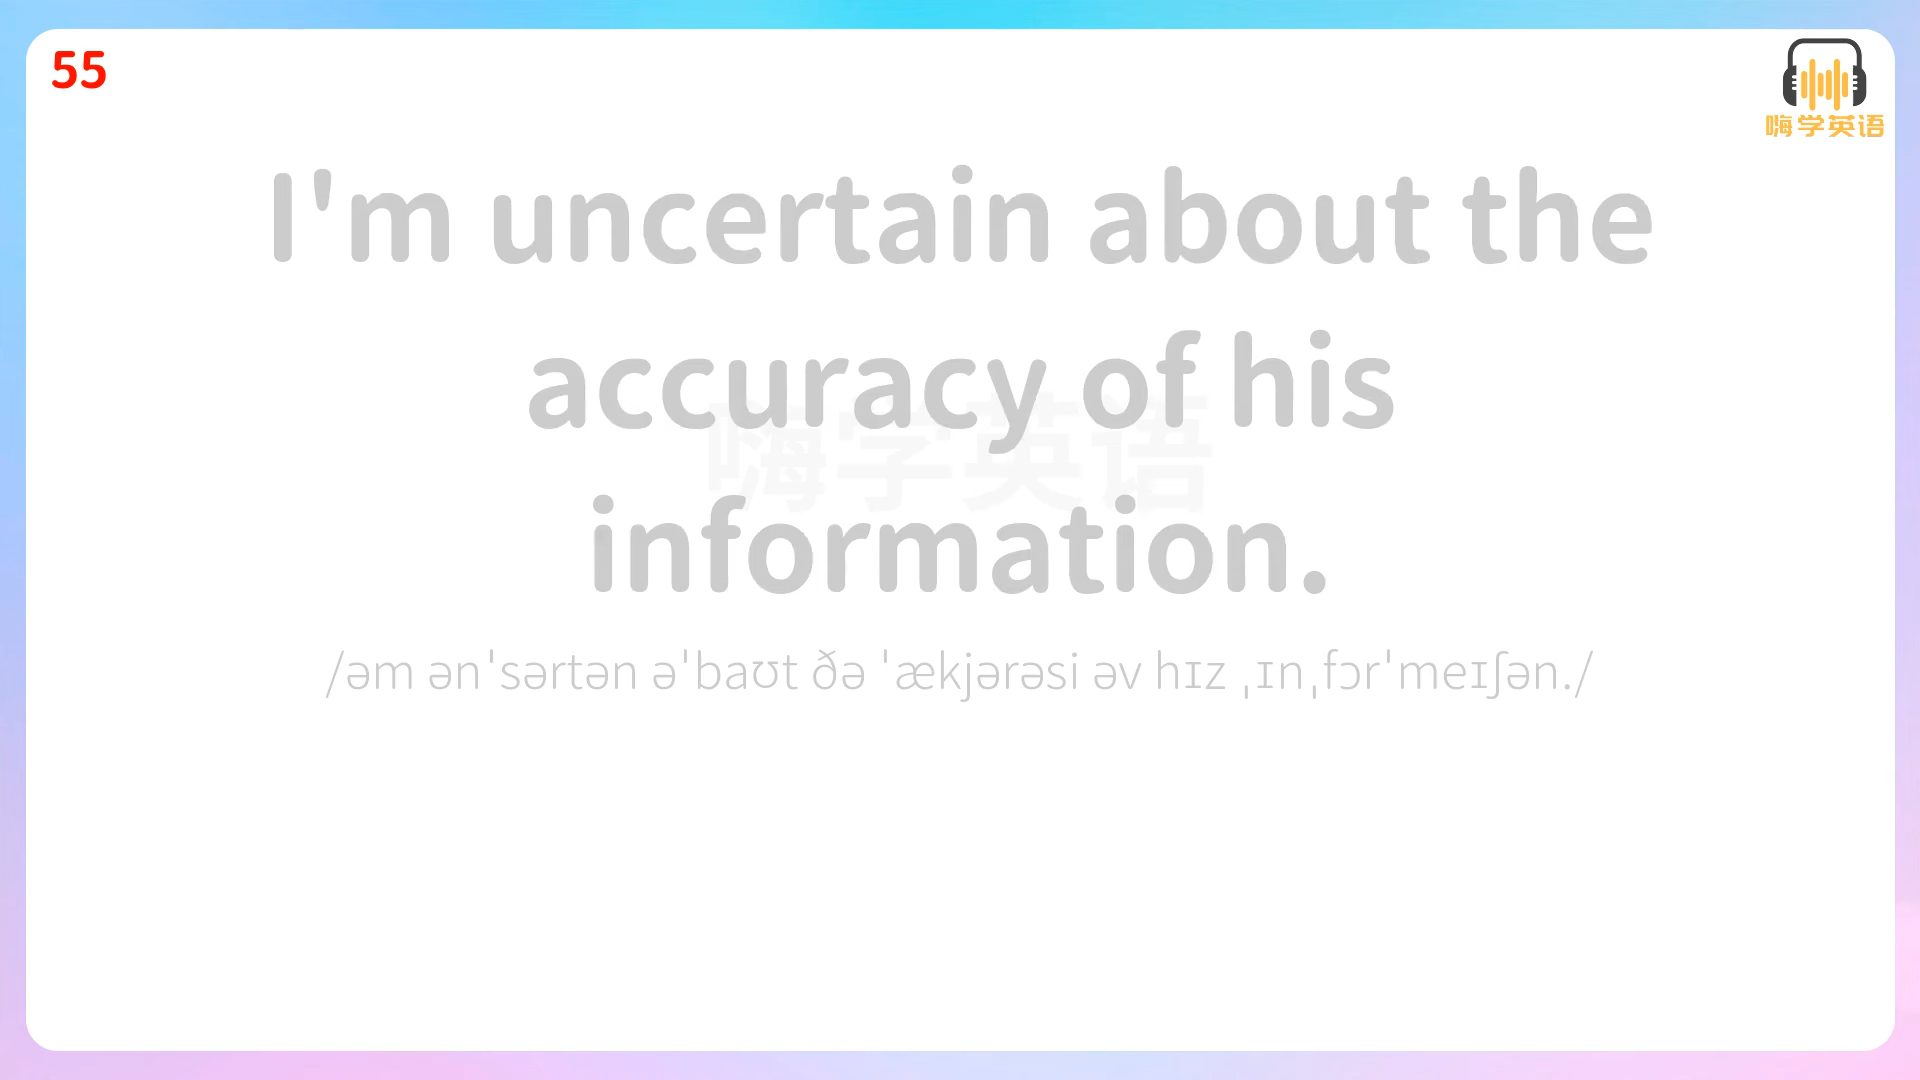 55
嗨学英语
I'm uncertain about the
accuracy of his
嗨学英语
information.
/əm ənˈsərtən əˈbaʊt ðə ˈækjərəsi əv hɪz ˌɪnˌfɔrˈmeɪʃən./